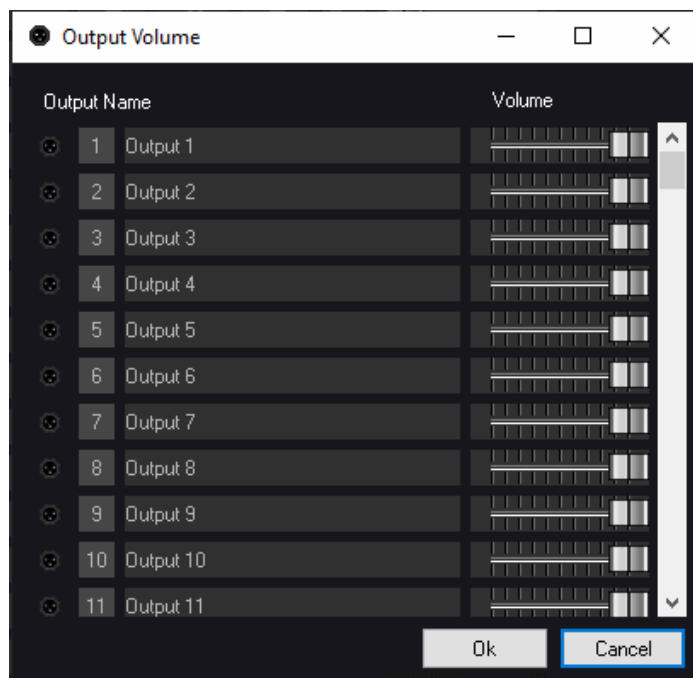 Output Volume
Output Name Volume
1 Output 1
2 Output 2
3 Output 3
4 Output 4
5 Output 5
6 Output 6
7 Output 7
8 Output 8
9 Output 9
10 Output 10
11 Output 11
Ok Cancel